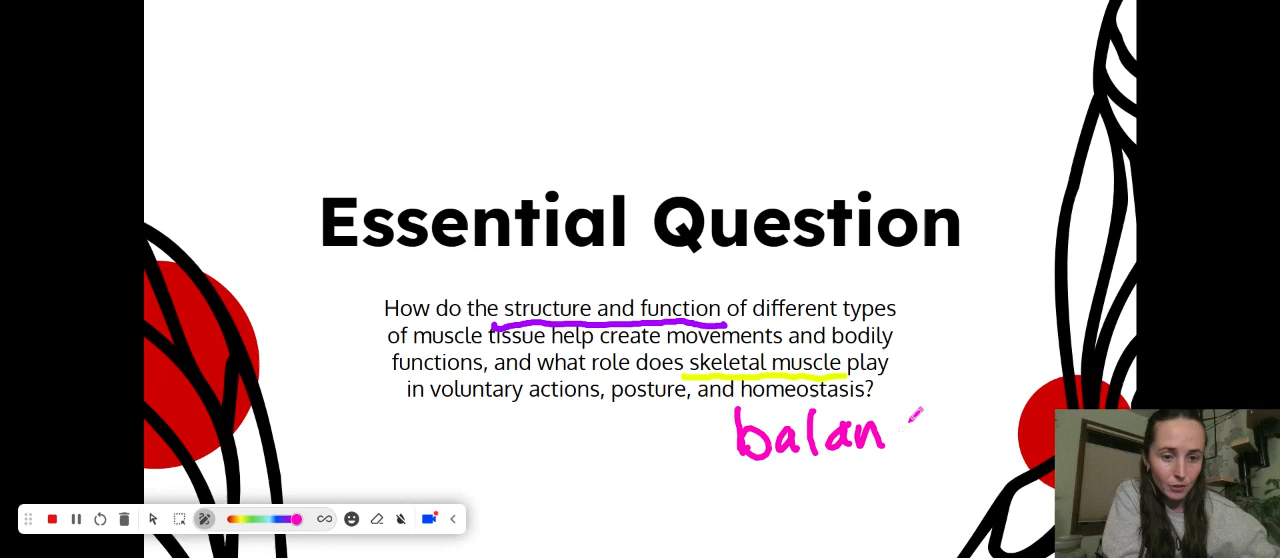 Essential Question
How do the structure and function of different types
of muscle tissue help create movements and bodily
functions, and what role does skeletal muscle play
in voluntary actions, posture, and homeostasis?
balan